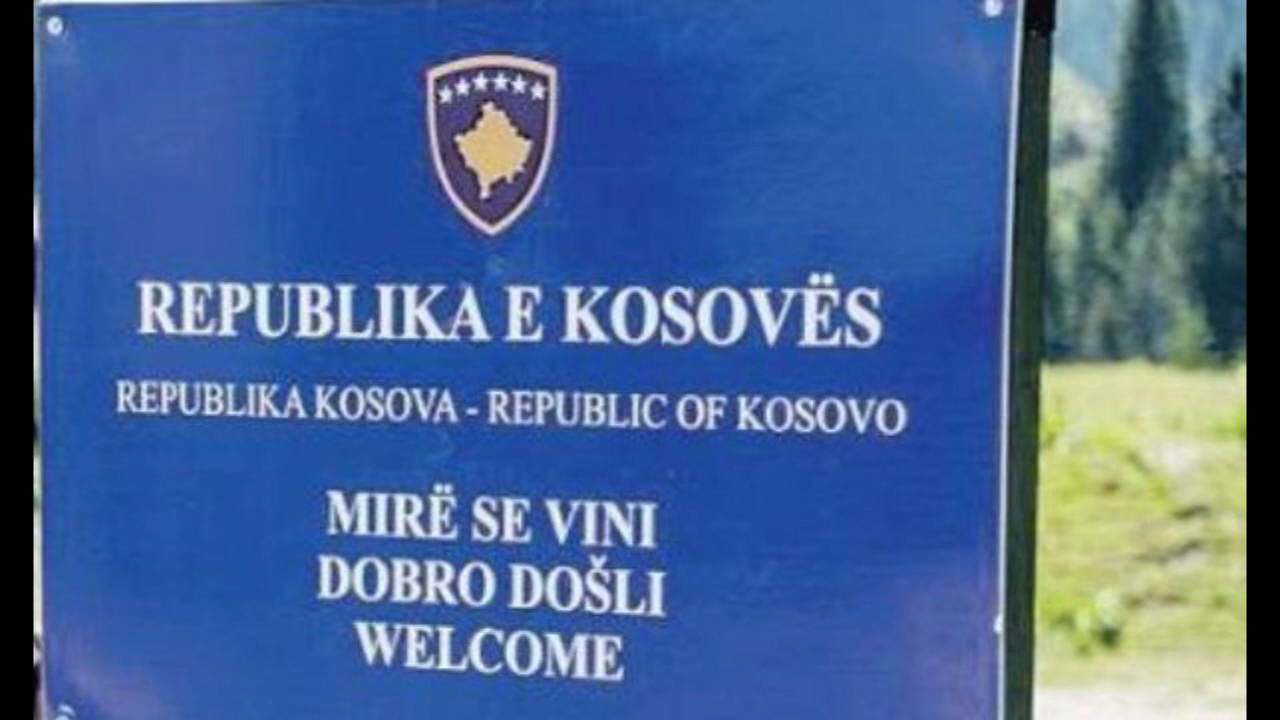 REPUBLIKA E KOSOVËS
REPUBLIKA KOSOVA - REPUBLIC OF KOSOVO
MIRË SE VINI
DOBRO DOŠLI
WELCOME